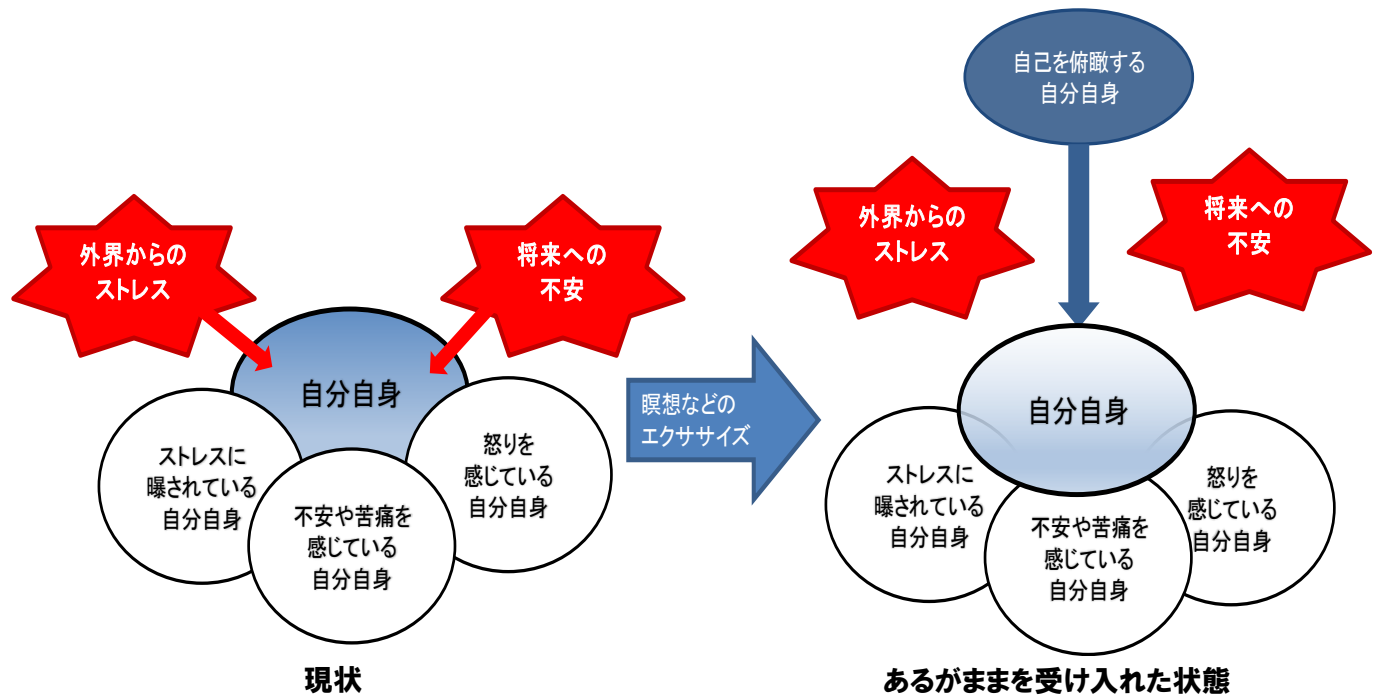 外界からの
ストレス
将来への
不安
自分自身
ストレスに
曝されている
自分自身
不安や苦痛を
感じている
自分自身
怒りを
感じている
自分自身
現状
瞑想などの
エクササイズ
自己を俯瞰する
自分自身
外界からの
ストレス
将来への
不安
自分自身
ストレスに
曝されている
自分自身
不安や苦痛を
感じている
自分自身
怒りを
感じている
自分自身
あるがままを受け入れた状態